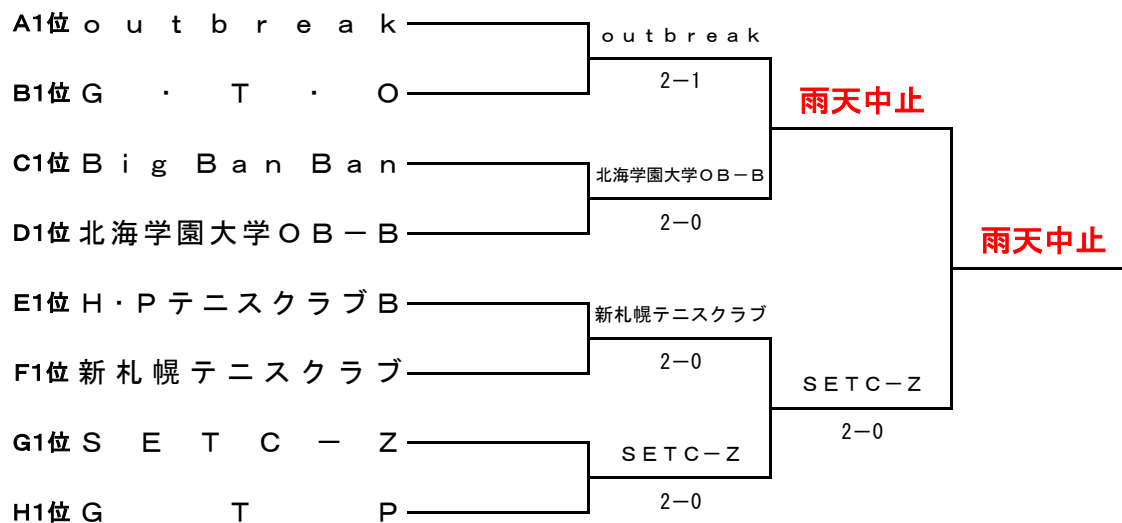 A1位 outbreak
outbreak
B1位 G・T・O
2－1
雨天中止
C1位 Big Ban Ban
北海学園大学OB－B
D1位 北海学園大学OB－B
2－0
雨天中止
E1位 H・PテニスクラブB
新札幌テニスクラブ
F1位 新札幌テニスクラブ
2－0
SETC－Z
2－0
G1位 SETC－Z
SETC－Z
H1位 GTP
2－0